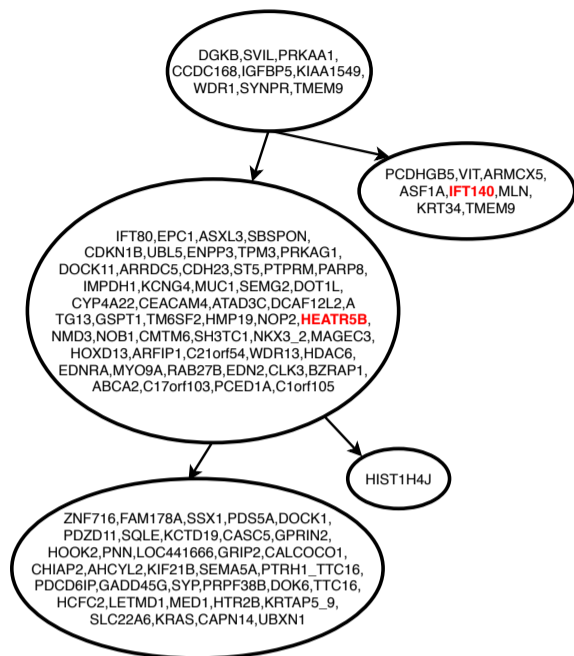 DGKB,SVIL,PRKAA1,
CCDC168,IGFBP5,KIAA1549,
WDR1,SYNPR,TMEM9
PCDHGB5,VIT,ARMCX5,
ASF1A,IFT140,MLN,
KRT34,TMEM9
IFT80,EPC1,ASXL3,SBSPON,
CDKN1B,UBL5,ENPP3,TPM3,PRKAG1,
DOCK11,ARRDC5,CDH23,ST5,PTPRM,PARP8,
IMPDH1,KCNG4,MUC1,SEMG2,DOT1L,
CYP4A22,CEACAM4,ATAD3C,DCAF12L2,A
TG13,GSPT1,TM6SF2,HMP19,NOP2,HEATR5B,
NMD3,NOB1,CMTM6,SH3TC1,NKX3_2,MAGEC3,
HOXD13,ARFIP1,C21orf54,WDR13,HDAC6,
EDNRA,MYO9A,RAB27B,EDN2,CLK3,BZRAP1,
ABCA2,C17orf103,PCED1A,C1orf105
HIST1H4J
ZNF716,FAM178A,SSX1,PDS5A,DOCK1,
PDZD11,SQLE,KCTD19,CASC5,GPRIN2,
HOOK2,PNN,LOC441666,GRIP2,CALCOCO1,
CHIAP2,AHCYL2,KIF21B,SEMA5A,PTRH1_TTC16,
PDCD6IP,GADD45G,SYP,PRPF38B,DOK6,TTC16,
HCFC2,LETMD1,MED1,HTR2B,KRTAP5_9,
SLC22A6,KRAS,CAPN14,UBXN1